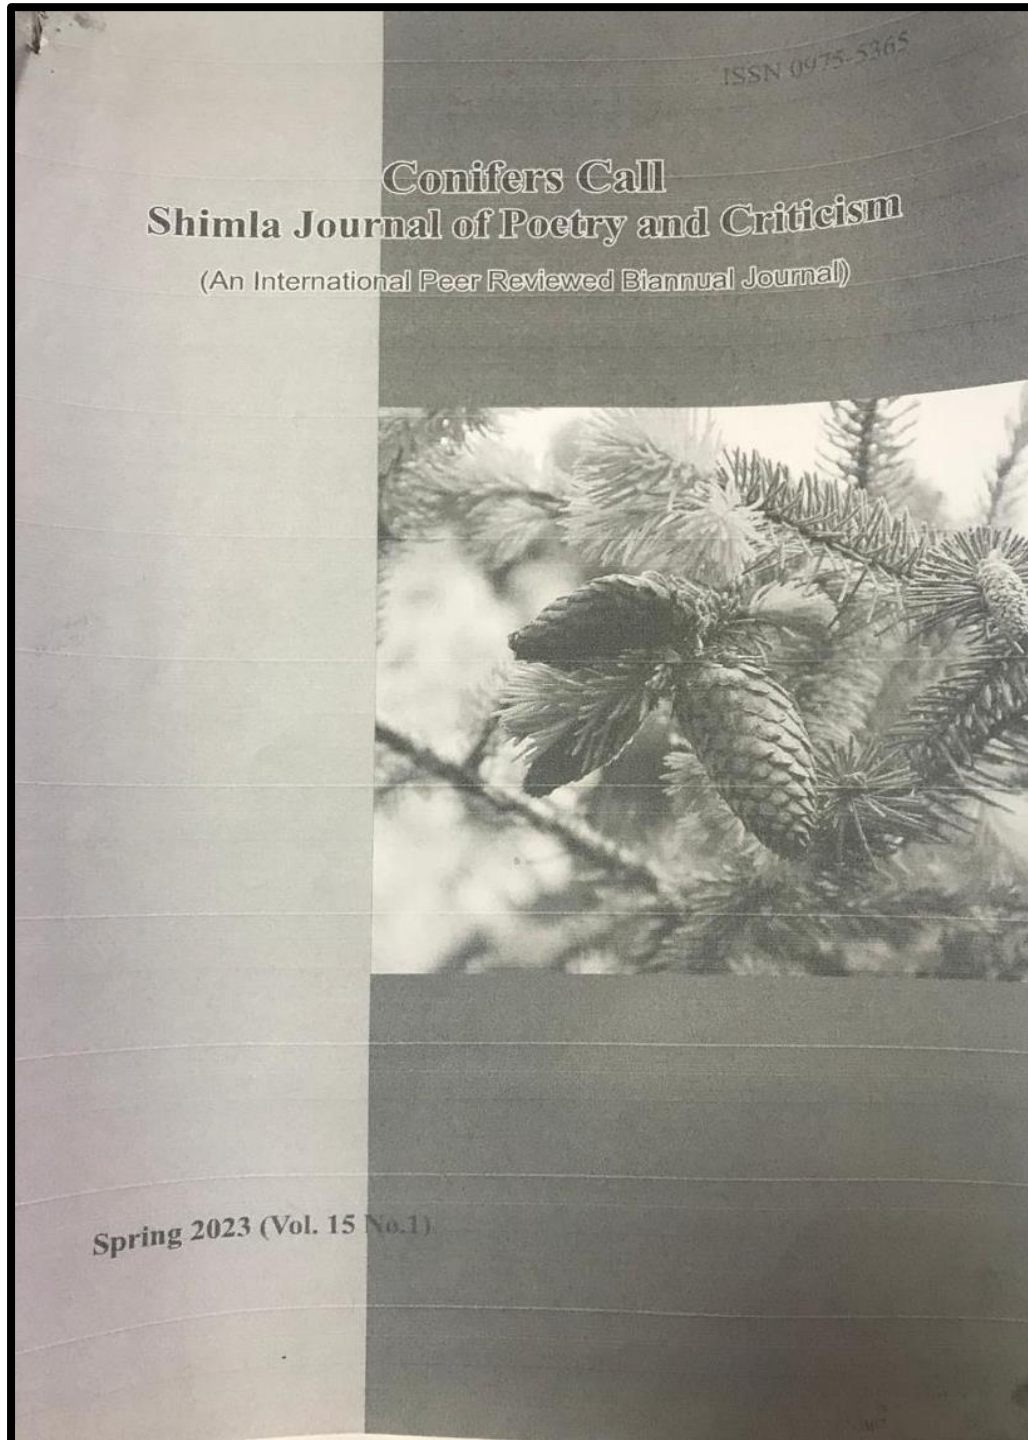 ISSN 0975-5365
Conifers Call
Shimla Journal of Poetry and Criticism
(An International Peer Reviewed Biannual Journal)
Spring 2023 (Vol. 15 No.1)